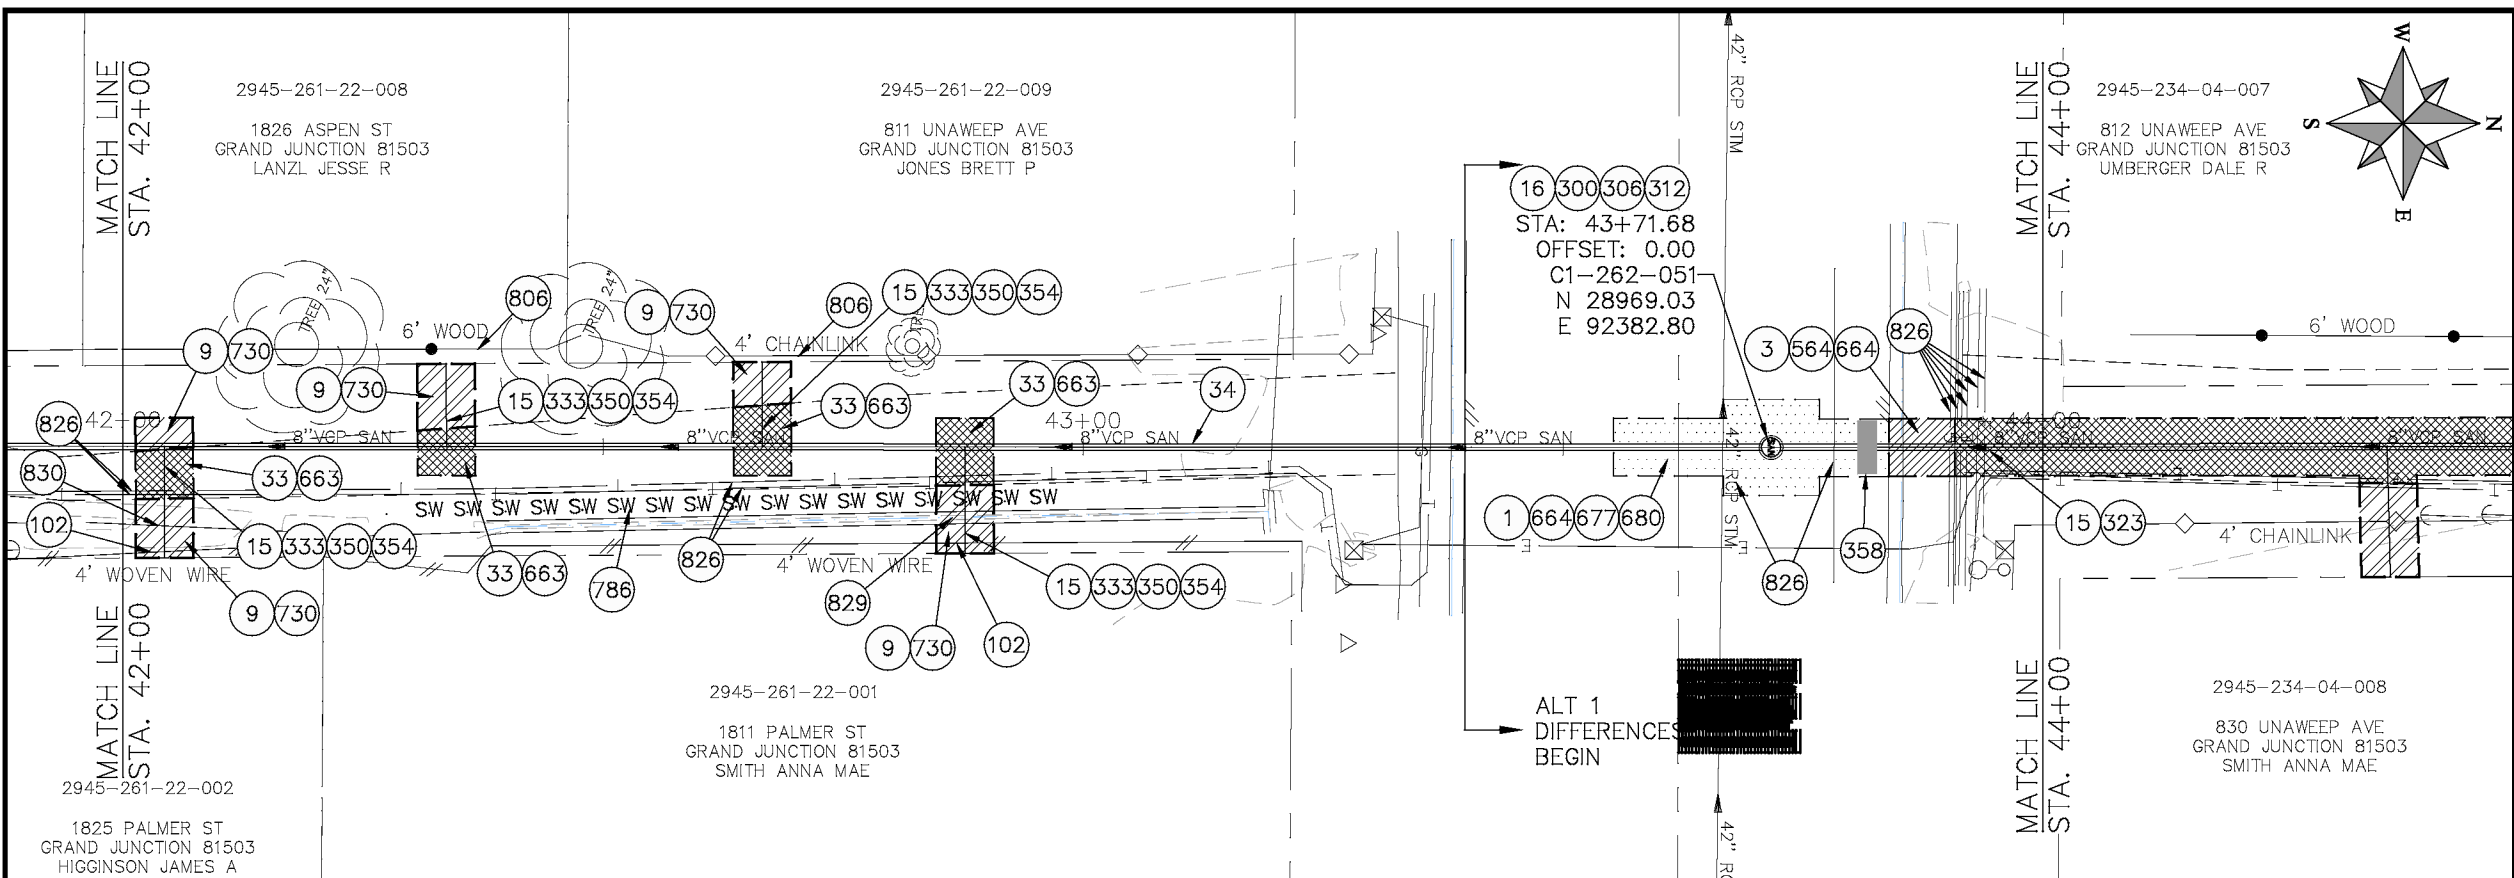 MATCH LINE
STA. 42+00
2945-261-22-008
1826 ASPEN ST
GRAND JUNCTION 81503
LANZL JESSE R
2945-261-22-009
811 UNAWEEP AVE
GRAND JUNCTION 81503
JONES BRETT P
42" RCP STM
MATCH LINE
STA. 44+00
2945-234-04-007
812 UNAWEEP AVE
GRAND JUNCTION 81503
UMBERGER DALE R
W
N
S
E
16 300 306 312
STA: 43+71.68
OFFSET: 0.00
C1-262-051
N 28969.03
E 92382.80
TREE 24"
TREE 24"
806
9 730
806
15 333 350 354
6' WOOD
4' CHAINLINK
9 730
9 730
15 333 350 354
33 663
33 663
34
3 564 664
826
6' WOOD
826
42+00
43+00
44+00
8"VCP SAN
8"VCP SAN
8"VCP SAN
8"VCP SAN
8"VCP SAN
8"VCP SAN
SAN
830
33 663
102
15 333 350 354
SW SW SW SW SW SW SW SW SW SW SW SW SW SW SW SW SW
42" RCP STM
1 664 677 680
358
15 323
4' CHAINLINK
4' WOVEN WIRE
33 663
786
826
4' WOVEN WIRE
829
15 333 350 354
826
9 730
9 730
102
MATCH LINE
STA. 42+00
2945-261-22-001
1811 PALMER ST
GRAND JUNCTION 81503
SMITH ANNA MAE
ALT 1
DIFFERENCES
BEGIN
MATCH LINE
STA. 44+00
2945-234-04-008
830 UNAWEEP AVE
GRAND JUNCTION 81503
SMITH ANNA MAE
2945-261-22-002
1825 PALMER ST
GRAND JUNCTION 81503
HIGGINSON JAMES A
42" RC